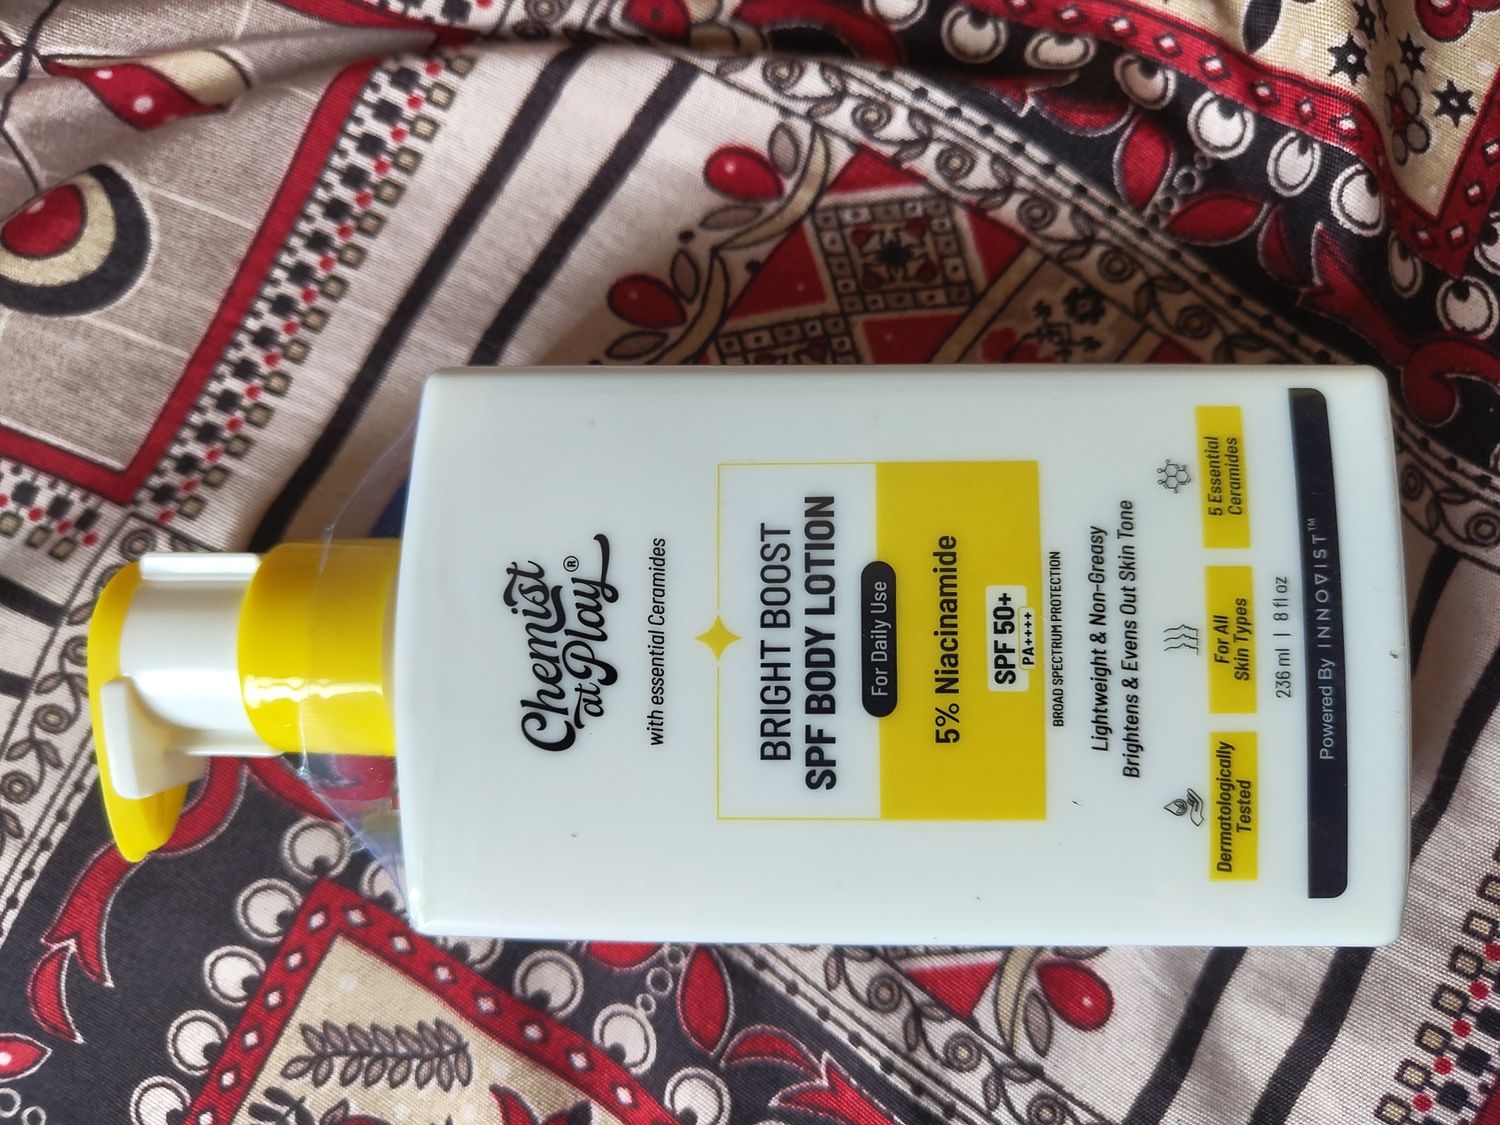 Chemist
at Play®
with essential Ceramides
BRIGHT BOOST
SPF BODY LOTION
For Daily Use
5% Niacinamide
SPF 50+
PA++++
BROAD SPECTRUM PROTECTION
Lightweight & Non-Greasy
Brightens & Evens Out Skin Tone
Dermatologically
Tested
For All
Skin Types
5 Essential
Ceramides
236 ml | 8 fl oz
Powered By INNOVIST™